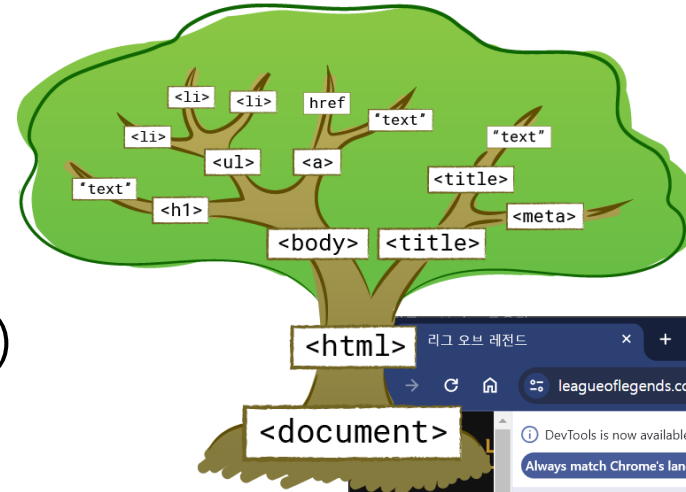 <li>
<li>
href
"text"
<li>
"text"
<ul>
<a>
<title>
"text"
<h1>
<meta>
<body>
<title>
<html>
리그 오브 레전드
leagueoflegends.co
<document>
DevTools is now available
Always match Chrome's lan